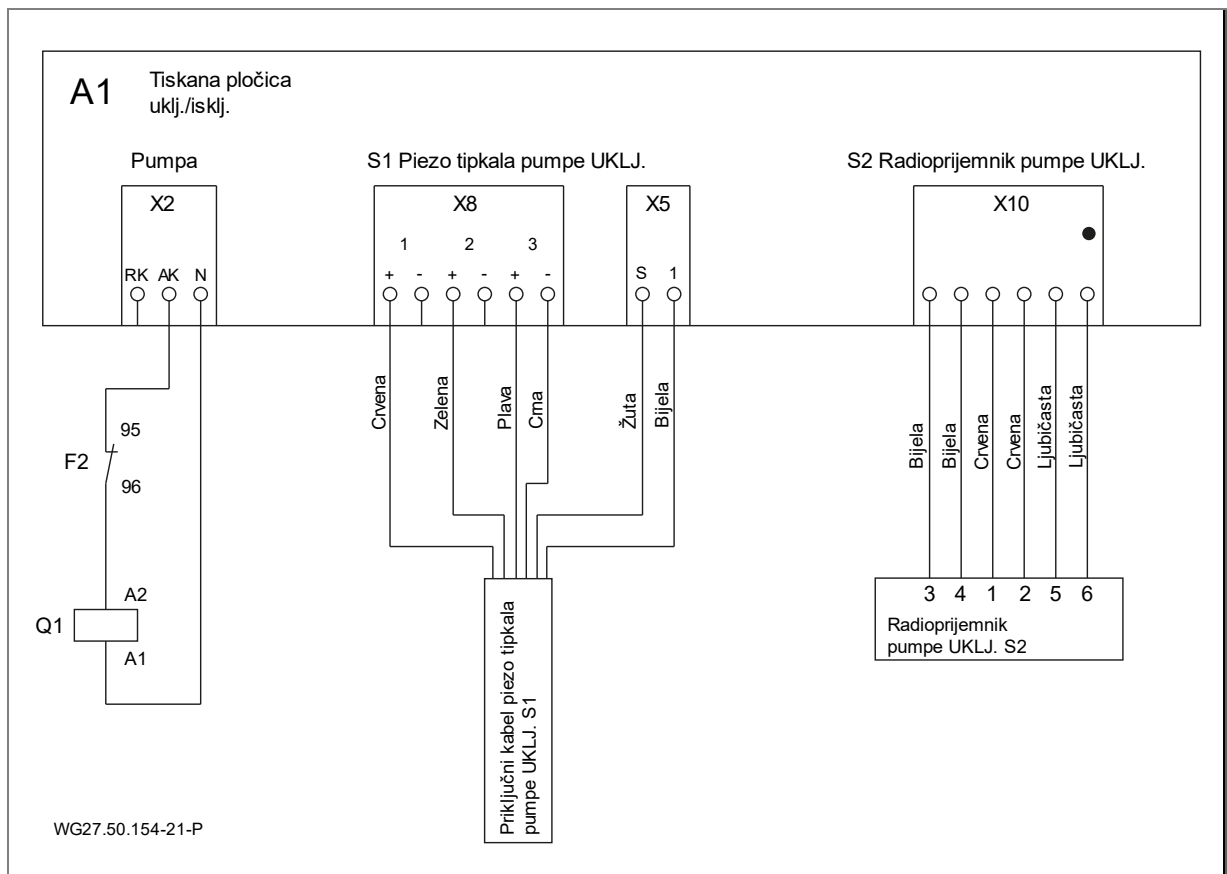 A1
Tiskana pločica
uklj./isklj.
Pumpa
S1 Piezo tipkala pumpe UKLJ.
S2 Radioprijemnik pumpe UKLJ.
X2
X8
X5
X10
1 2 3
RK AK N
+ - + - + -
S 1
Crvena
Zelena
Plava
Crna
Žuta
Bijela
Bijela
Bijela
Crvena
Crvena
Ljubičasta
Ljubičasta
95
F2
96
A2
Q1
A1
3 4 1 2 5 6
Radioprijemnik
pumpe UKLJ. S2
Priključni kabel piezo tipkala
pumpe UKLJ. S1
WG27.50.154-21-P